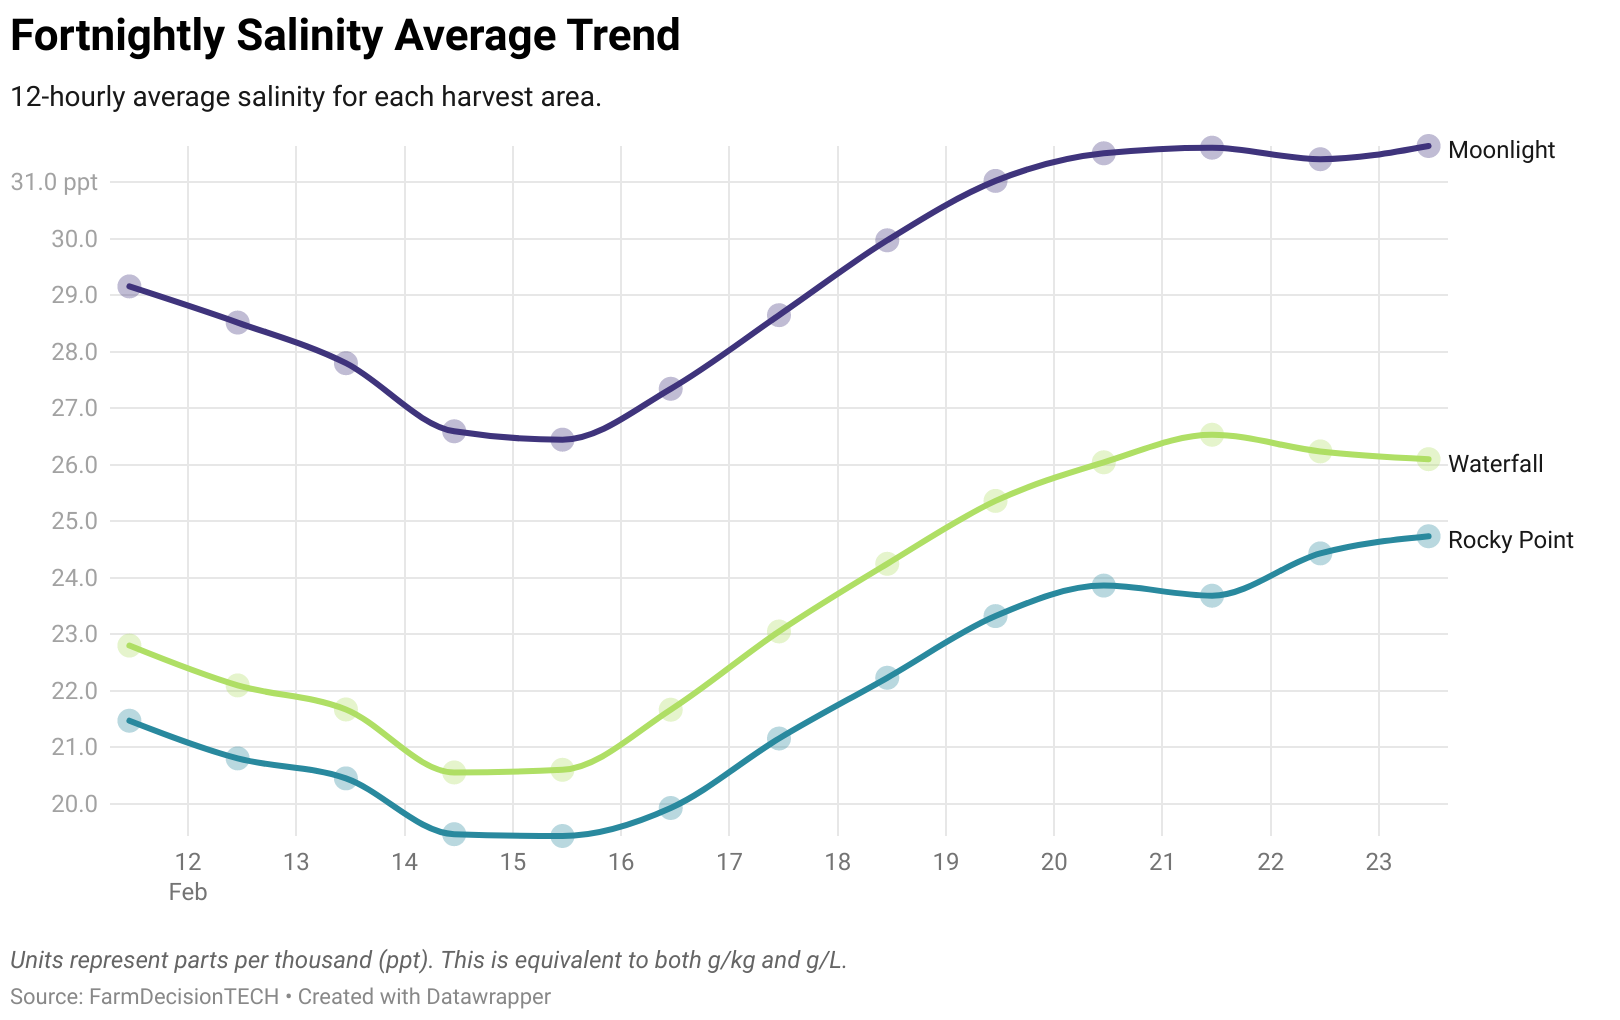 Fortnightly Salinity Average Trend
12-hourly average salinity for each harvest area.
Moonlight
31.0 ppt
30.0
29.0
28.0
27.0
26.0
Waterfall
25.0
Rocky Point
24.0
23.0
22.0
21.0
20.0
12 13 14 15 16 17 18 19 20 21 22 23
Feb
Units represent parts per thousand (ppt). This is equivalent to both g/kg and g/L.
Source: FarmDecisionTECH • Created with Datawrapper